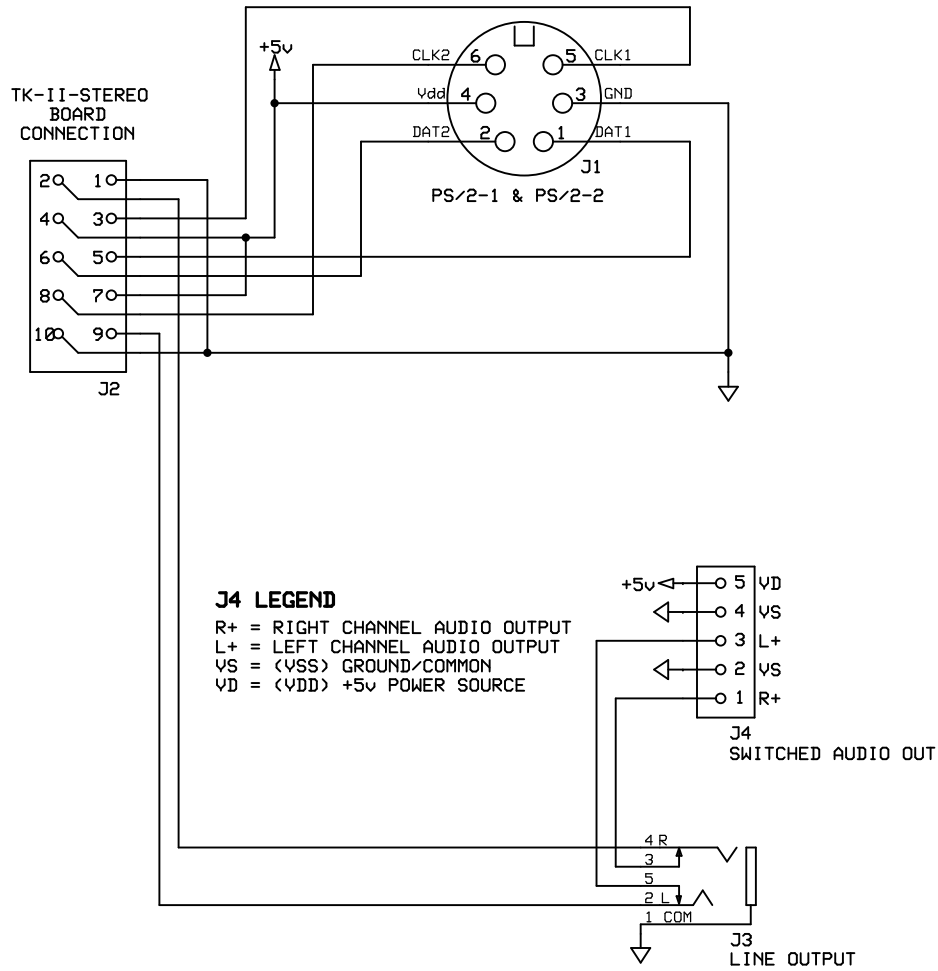 +5v
CLK2 6 5 CLK1
Vdd 4 3 GND
DAT2 2 1 DAT1
J1
PS/2-1 & PS/2-2
TK-II-STEREO
BOARD
CONNECTION
2 1
4 3
6 5
8 7
10 9
J2
J4 LEGEND
R+ = RIGHT CHANNEL AUDIO OUTPUT
L+ = LEFT CHANNEL AUDIO OUTPUT
VS = (VSS) GROUND/COMMON
VD = (VDD) +5v POWER SOURCE
+5v 5 VD
4 VS
3 L+
2 VS
1 R+
J4
SWITCHED AUDIO OUT
4 R
3
5
2 L
1 COM
J3
LINE OUTPUT